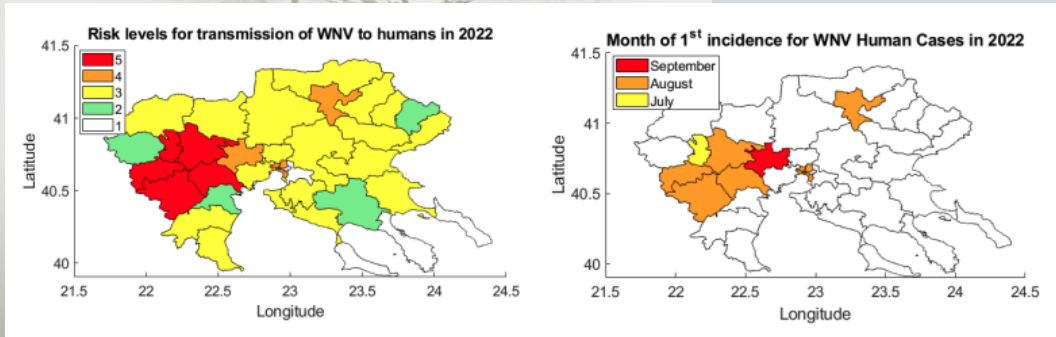 Risk levels for transmission of WNV to humans in 2022
41.5
41
40.5
40
5
4
3
2
1
Latitude
21.5 22 22.5 23 23.5 24 24.5
Longitude
Month of 1st incidence for WNV Human Cases in 2022
41.5
41
40.5
40
September
August
July
Latitude
21.5 22 22.5 23 23.5 24 24.5
Longitude